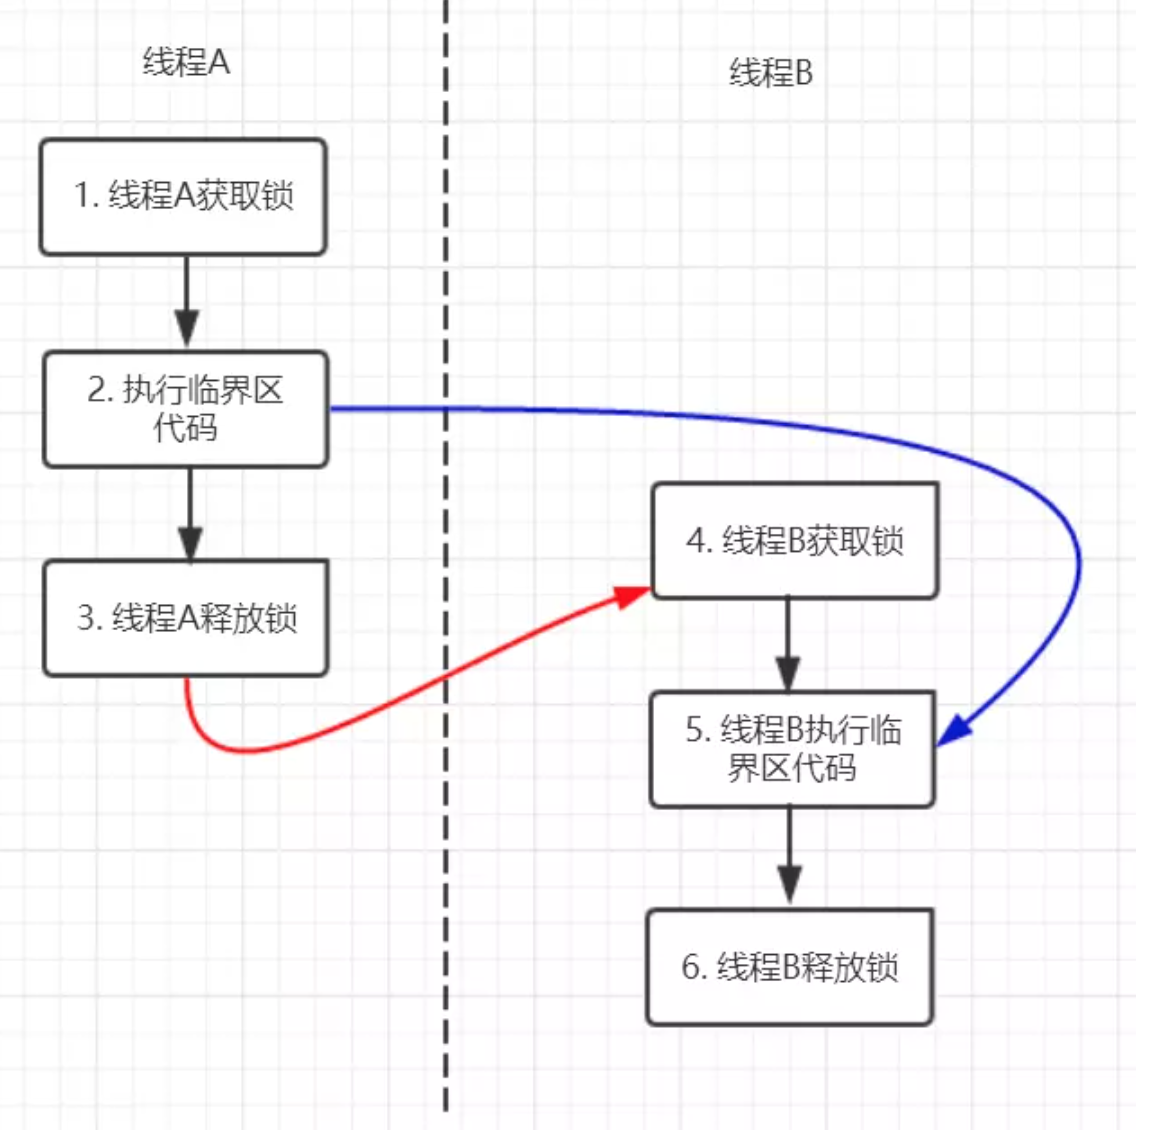 线程A
线程B
1. 线程A获取锁
2. 执行临界区
代码
3. 线程A释放锁
4. 线程B获取锁
5. 线程B执行临
界区代码
6. 线程B释放锁